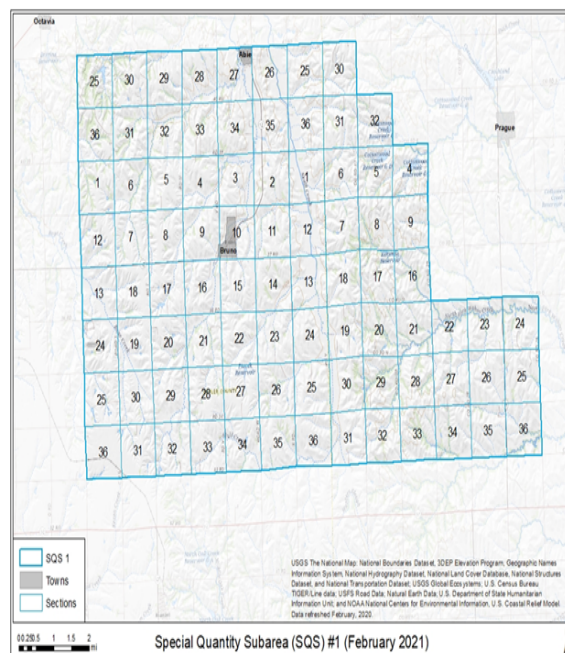 Octavia
Abie
25 30 29 28 27 26 25 30
36 31 32 33 34 35 36 31 32
Prague
1 6 5 4 3 2 1 6 5 4
12 7 8 9 10 11 12 7 8 9
Bruno
13 18 17 16 15 14 13 18 17 16
24 19 20 21 22 23 24 19 20 21 22 23 24
25 30 29 28 27 26 25 30 29 28 27 26 25
36 31 32 33 34 35 36 31 32 33 34 35 36
SQS 1
Towns
Sections
USGS The National Map: National Boundaries Dataset, 3DEP Elevation Program, Geographic Names
Information System, National Hydrography Dataset, National Land Cover Database, National Structures
Dataset, and National Transportation Dataset; USGS Global Ecosystems; U.S. Census Bureau
TIGER/Line data; USFS Road Data; Natural Earth Data; U.S. Department of State Humanitarian
Information Unit; and NOAA National Centers for Environmental Information, U.S. Coastal Relief Model.
Data refreshed February, 2020.
0 0.25 0.5 1 1.5 2
mi
Special Quantity Subarea (SQS) #1 (February 2021)